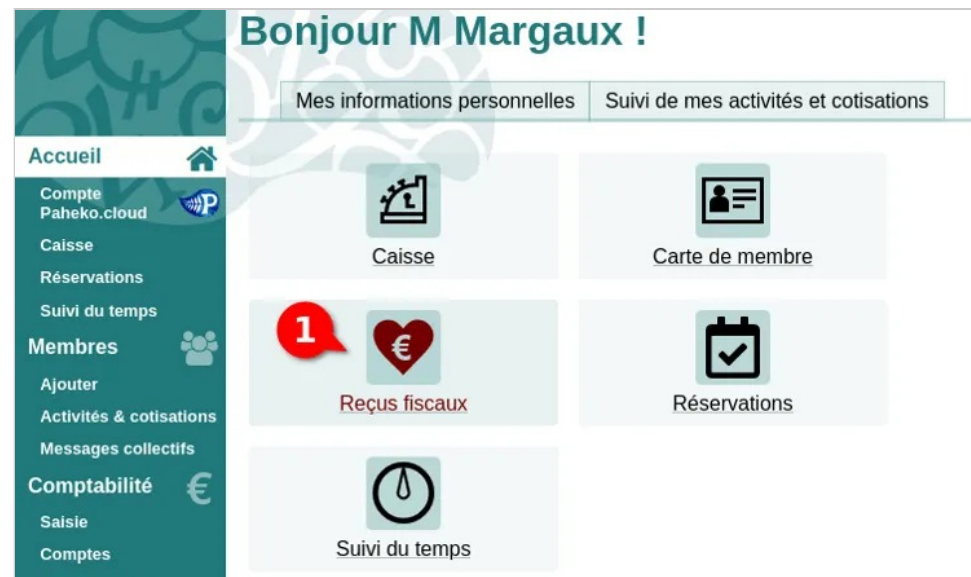 Bonjour M Margaux !
Mes informations personnelles
Suivi de mes activités et cotisations
Accueil
Compte
Paheko.cloud
P
Caisse
Réservations
Suivi du temps
Membres
Ajouter
Activités & cotisations
Messages collectifs
Comptabilité €
Saisie
Comptes
Caisse
Carte de membre
1
€
Reçus fiscaux
Réservations
Suivi du temps